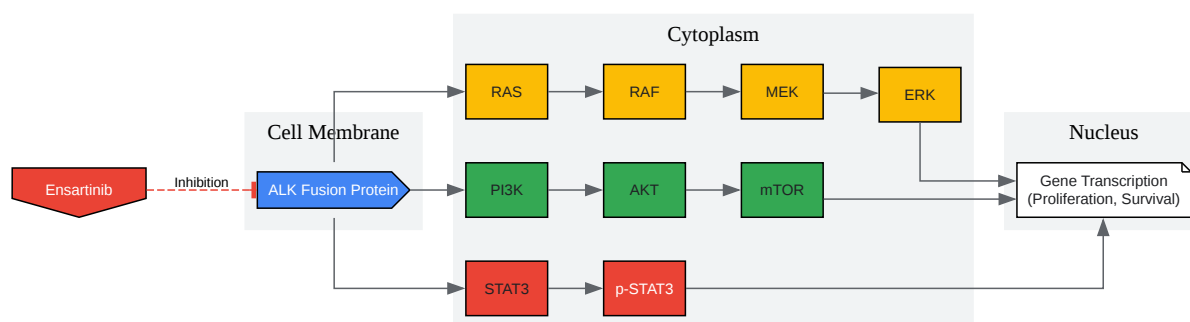 Cytoplasm
RAS
RAF
MEK
ERK
Cell Membrane
Nucleus
Ensartinib
Inhibition
ALK Fusion Protein
PI3K
AKT
mTOR
Gene Transcription
(Proliferation, Survival)
STAT3
p-STAT3